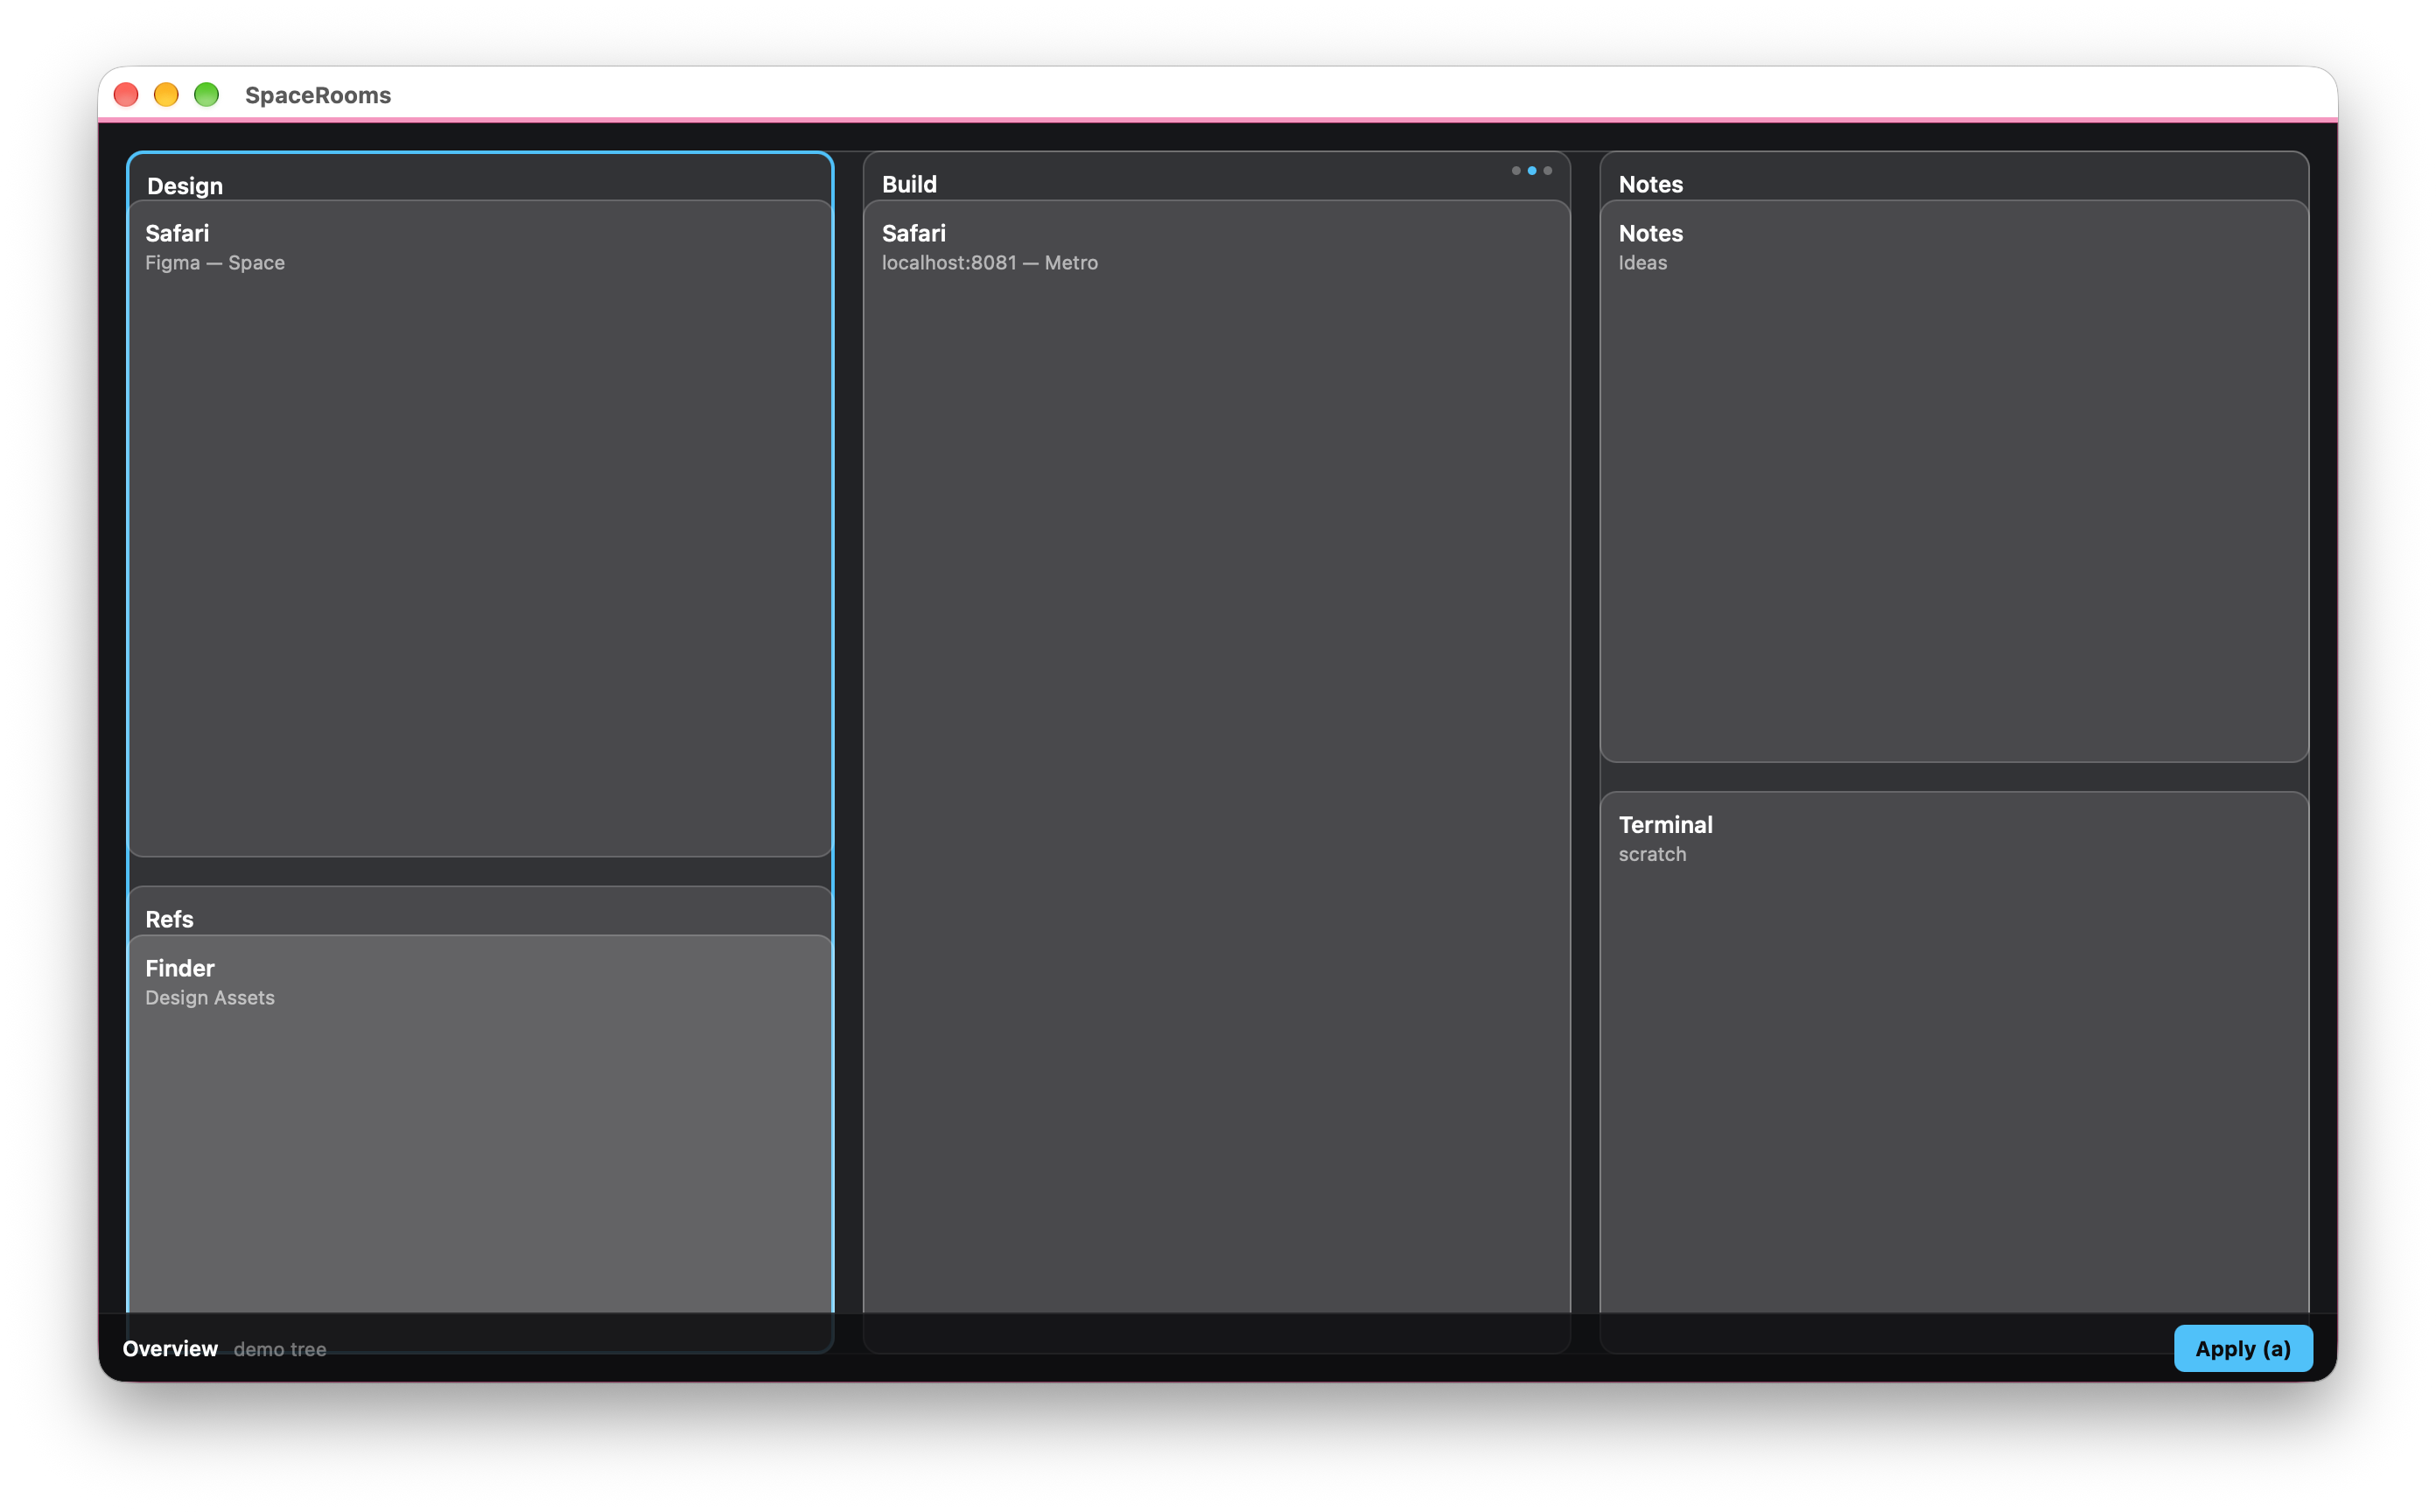 SpaceRooms
Design
Safari
Figma — Space
Refs
Finder
Design Assets
Build
Safari
localhost:8081 — Metro
Notes
Notes
Ideas
Terminal
scratch
Overview demo tree
Apply (a)